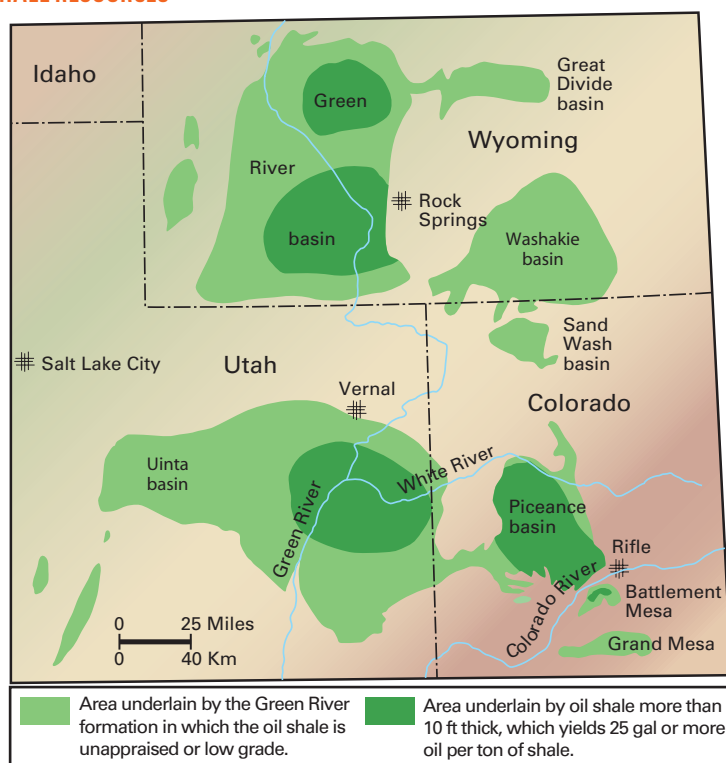 Idaho
Great
Divide
basin
Green
Wyoming
River
Rock
Springs
basin
Washakie
basin
Sand
Wash
basin
Salt Lake City
Utah
Vernal
Colorado
Uinta
basin
White River
Green River
Piceance
basin
Rifle
Colorado River
Battlement
Mesa
Grand Mesa
0 25 Miles
0 40 Km
Area underlain by the Green River
formation in which the oil shale is
unappraised or low grade.
Area underlain by oil shale more than
10 ft thick, which yields 25 gal or more
oil per ton of shale.